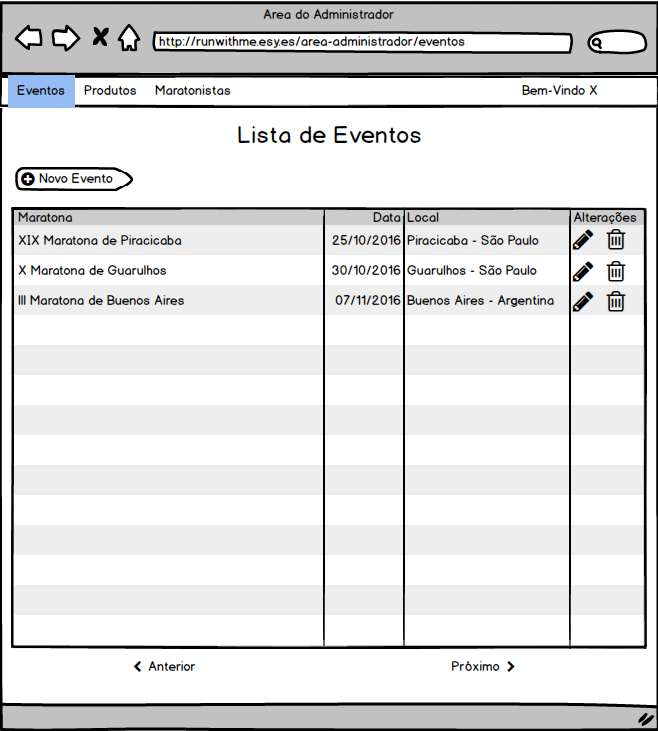 Area do Administrador
http://runwithme.esy.es/area-administrador/eventos
Eventos Produtos Maratonistas Bem-Vindo X
Lista de Eventos
Novo Evento
Maratona Data Local Alterações
XIX Maratona de Piracicaba 25/10/2016 Piracicaba - São Paulo
X Maratona de Guarulhos 30/10/2016 Guarulhos - São Paulo
III Maratona de Buenos Aires 07/11/2016 Buenos Aires - Argentina
Anterior Próximo